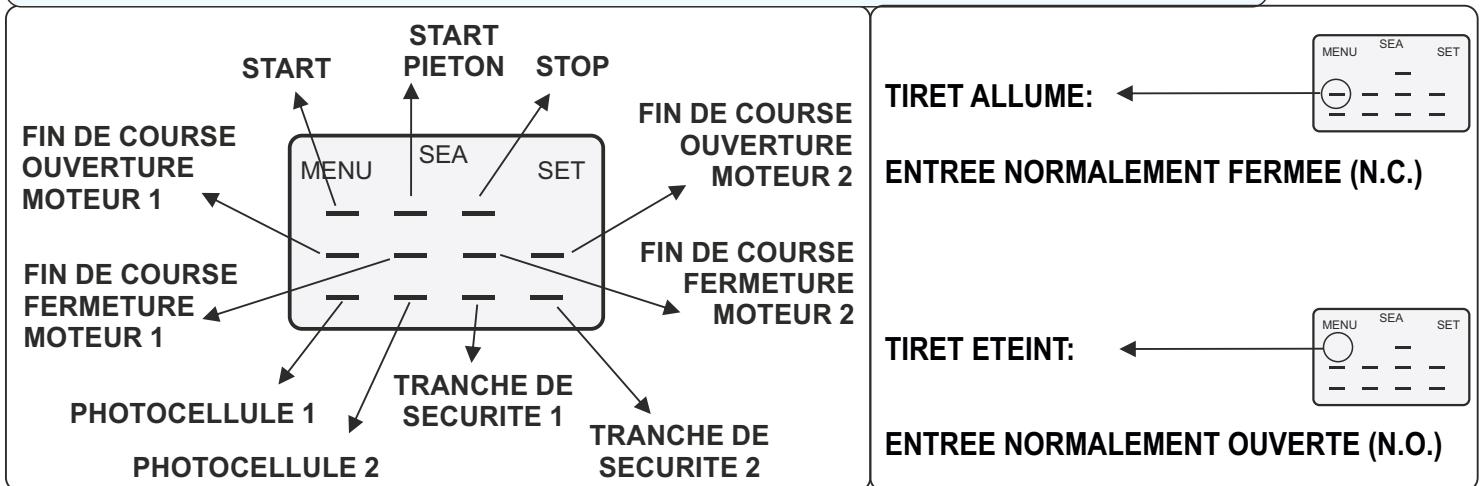 START
START
PIETON
STOP
FIN DE COURSE
OUVERTURE
MOTEUR 1
FIN DE COURSE
OUVERTURE
MOTEUR 2
MENU
SEA
SET
FIN DE COURSE
FERMETURE
MOTEUR 1
FIN DE COURSE
FERMETURE
MOTEUR 2
PHOTOCELLULE 1
TRANCHE DE
SECURITE 1
PHOTOCELLULE 2
TRANCHE DE
SECURITE 2
MENU
SEA
SET
TIRET ALLUME:
ENTREE NORMALEMENT FERMEE (N.C.)
MENU
SEA
SET
TIRET ETEINT:
ENTREE NORMALEMENT OUVERTE (N.O.)